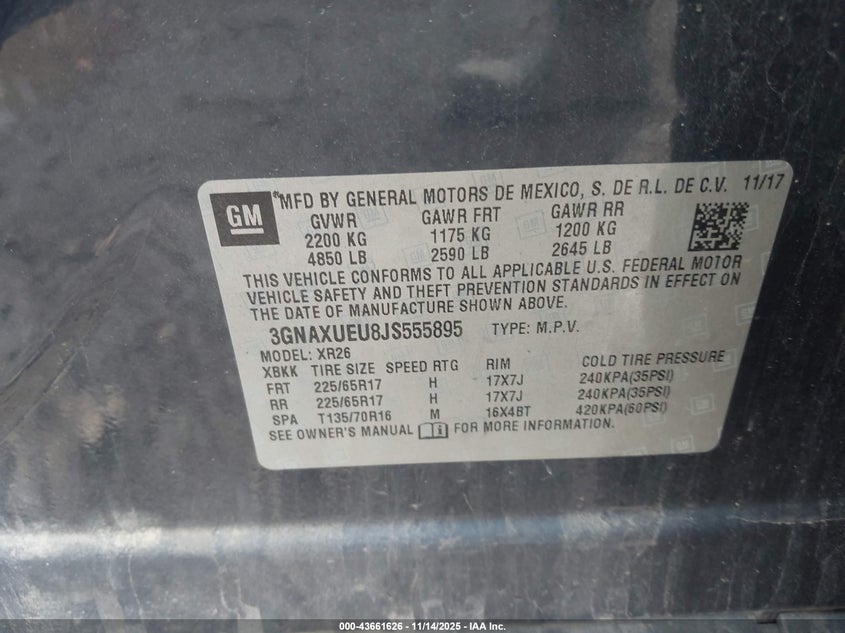 GM
®MFD BY GENERAL MOTORS DE MEXICO, S. DE R.L. DE C.V. 11/17
GVWR GAWR FRT GAWR RR
2200 KG 1175 KG 1200 KG
4850 LB 2590 LB 2645 LB
THIS VEHICLE CONFORMS TO ALL APPLICABLE U.S. FEDERAL MOTOR
VEHICLE SAFETY AND THEFT PREVENTION STANDARDS IN EFFECT ON
THE DATE OF MANUFACTURE SHOWN ABOVE.
3GNAXUEU8JS555895 TYPE: M.P.V.
MODEL: XR26
XBKK TIRE SIZE SPEED RTG RIM COLD TIRE PRESSURE
FRT 225/65R17 H 17X7J 240KPA(35PSI)
RR 225/65R17 H 17X7J 240KPA(35PSI)
SPA T135/70R16 M 16X4BT 420KPA(60PSI)
SEE OWNER'S MANUAL FOR MORE INFORMATION.
000-43661626 - 11/14/2025 - IAA Inc.